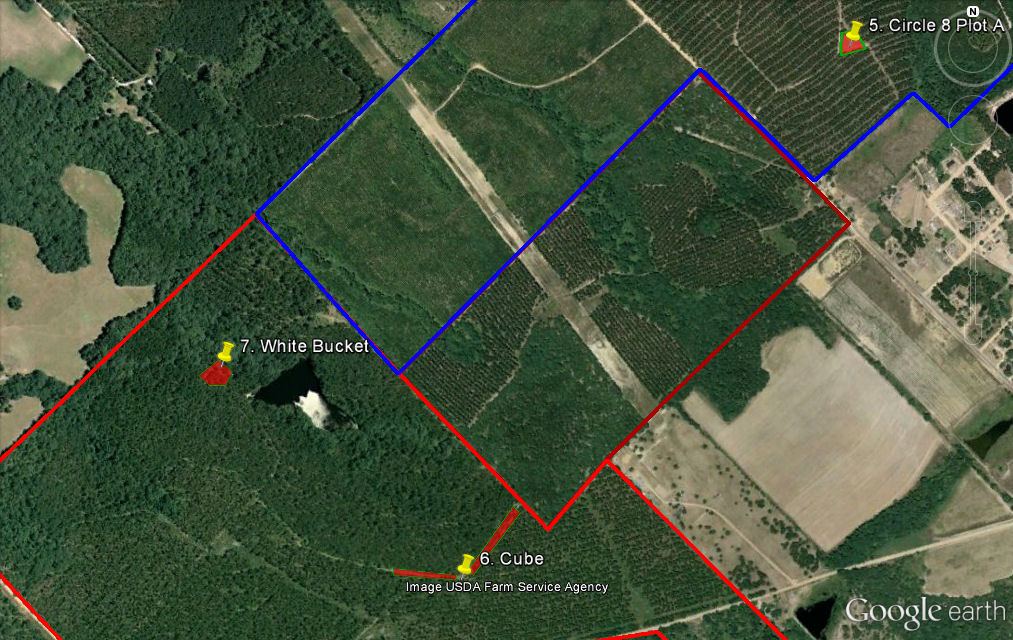 N
5. Circle 8 Plot A
7. White Bucket
6. Cube
Image USDA Farm Service Agency
Google earth